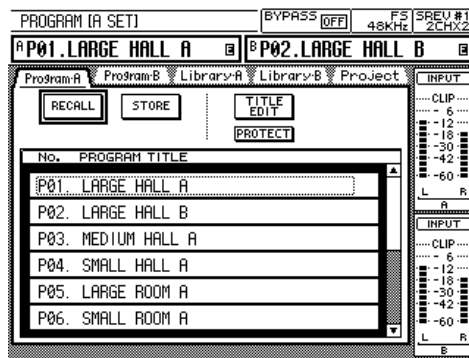 PROGRAM [A SET]
BYPASS OFF
FS 48KHz
SREV #1 2CHX2
A P01.LARGE HALL A
B P02.LARGE HALL B
Program-A Program-B Library-A Library-B Project
RECALL STORE
TITLE EDIT
PROTECT
No. PROGRAM TITLE
P01. LARGE HALL A
P02. LARGE HALL B
P03. MEDIUM HALL A
P04. SMALL HALL A
P05. LARGE ROOM A
P06. SMALL ROOM A
INPUT
CLIP
6
12
18
30
42
60
L R
A
INPUT
CLIP
6
12
18
30
42
60
L R
B